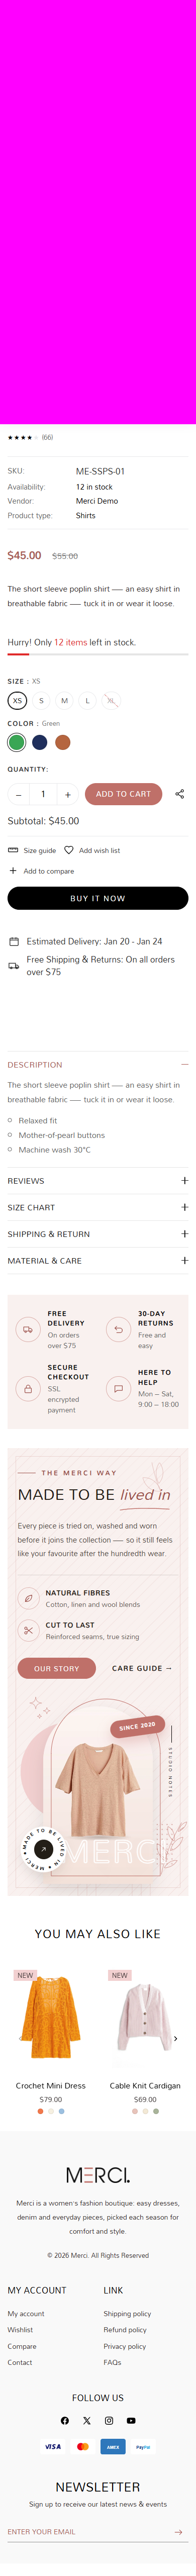 ★★★★★ (66)
SKU: ME-SSPS-01
Availability: 12 in stock
Vendor: Merci Demo
Product type: Shirts
$45.00 $55.00
The short sleeve poplin shirt — an easy shirt in
breathable fabric — tuck it in or wear it loose.
Hurry! Only 12 items left in stock.
SIZE : XS
XS S M L XL
COLOR : Green
QUANTITY:
− 1 + ADD TO CART
Subtotal: $45.00
Size guide Add wish list
Add to compare
BUY IT NOW
Estimated Delivery: Jan 20 - Jan 24
Free Shipping & Returns: On all orders
over $75
DESCRIPTION
The short sleeve poplin shirt — an easy shirt in
breathable fabric — tuck it in or wear it loose.
Relaxed fit
Mother-of-pearl buttons
Machine wash 30°C
REVIEWS
SIZE CHART
SHIPPING & RETURN
MATERIAL & CARE
FREE
DELIVERY
On orders
over $75
30-DAY
RETURNS
Free and
easy
SECURE
CHECKOUT
SSL
encrypted
payment
HERE TO
HELP
Mon – Sat,
9:00 – 18:00
THE MERCI WAY
MADE TO BE lived in
Every piece is tried on, washed and worn
before it joins the collection — so it still feels
like your favourite after the hundredth wear.
NATURAL FIBRES
Cotton, linen and wool blends
CUT TO LAST
Reinforced seams, true sizing
OUR STORY CARE GUIDE →
SINCE 2020
STUDIO NOTES
MERCI
MADE TO BE LIVED IN • MERCI •
YOU MAY ALSO LIKE
NEW
NEW
Crochet Mini Dress
$79.00
Cable Knit Cardigan
$69.00
MERCI.
Merci is a women's fashion boutique: easy dresses,
denim and everyday pieces, picked each season for
comfort and style.
© 2026 Merci. All Rights Reserved
MY ACCOUNT
My account
Wishlist
Compare
Contact
LINK
Shipping policy
Refund policy
Privacy policy
FAQs
FOLLOW US
VISA mastercard AMEX PayPal
NEWSLETTER
Sign up to receive our latest news & events
ENTER YOUR EMAIL